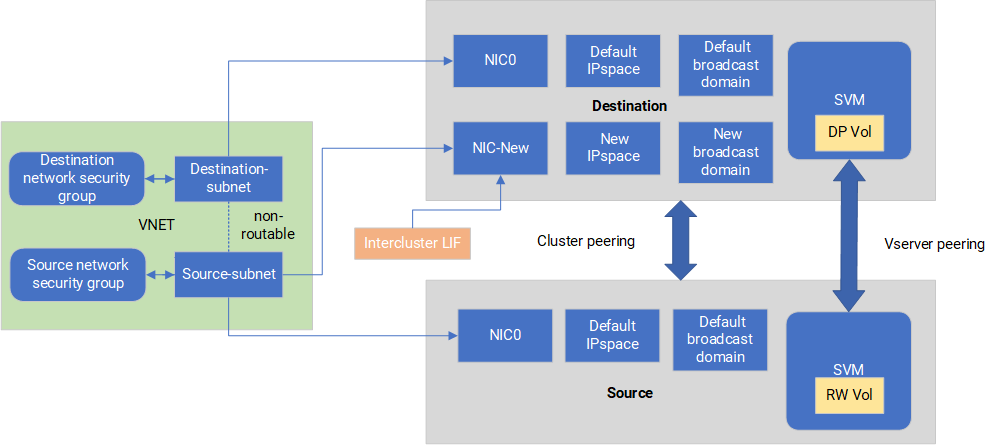 NIC0
Default
IPspace
Default
broadcast
domain
SVM
DP Vol
Destination
NIC-New
New
IPspace
New
broadcast
domain
Destination
network security
group
Destination-
subnet
VNET
non-
routable
Source network
security group
Source-subnet
Intercluster LIF
Cluster peering
Vserver peering
NIC0
Default
IPspace
Default
broadcast
domain
SVM
RW Vol
Source